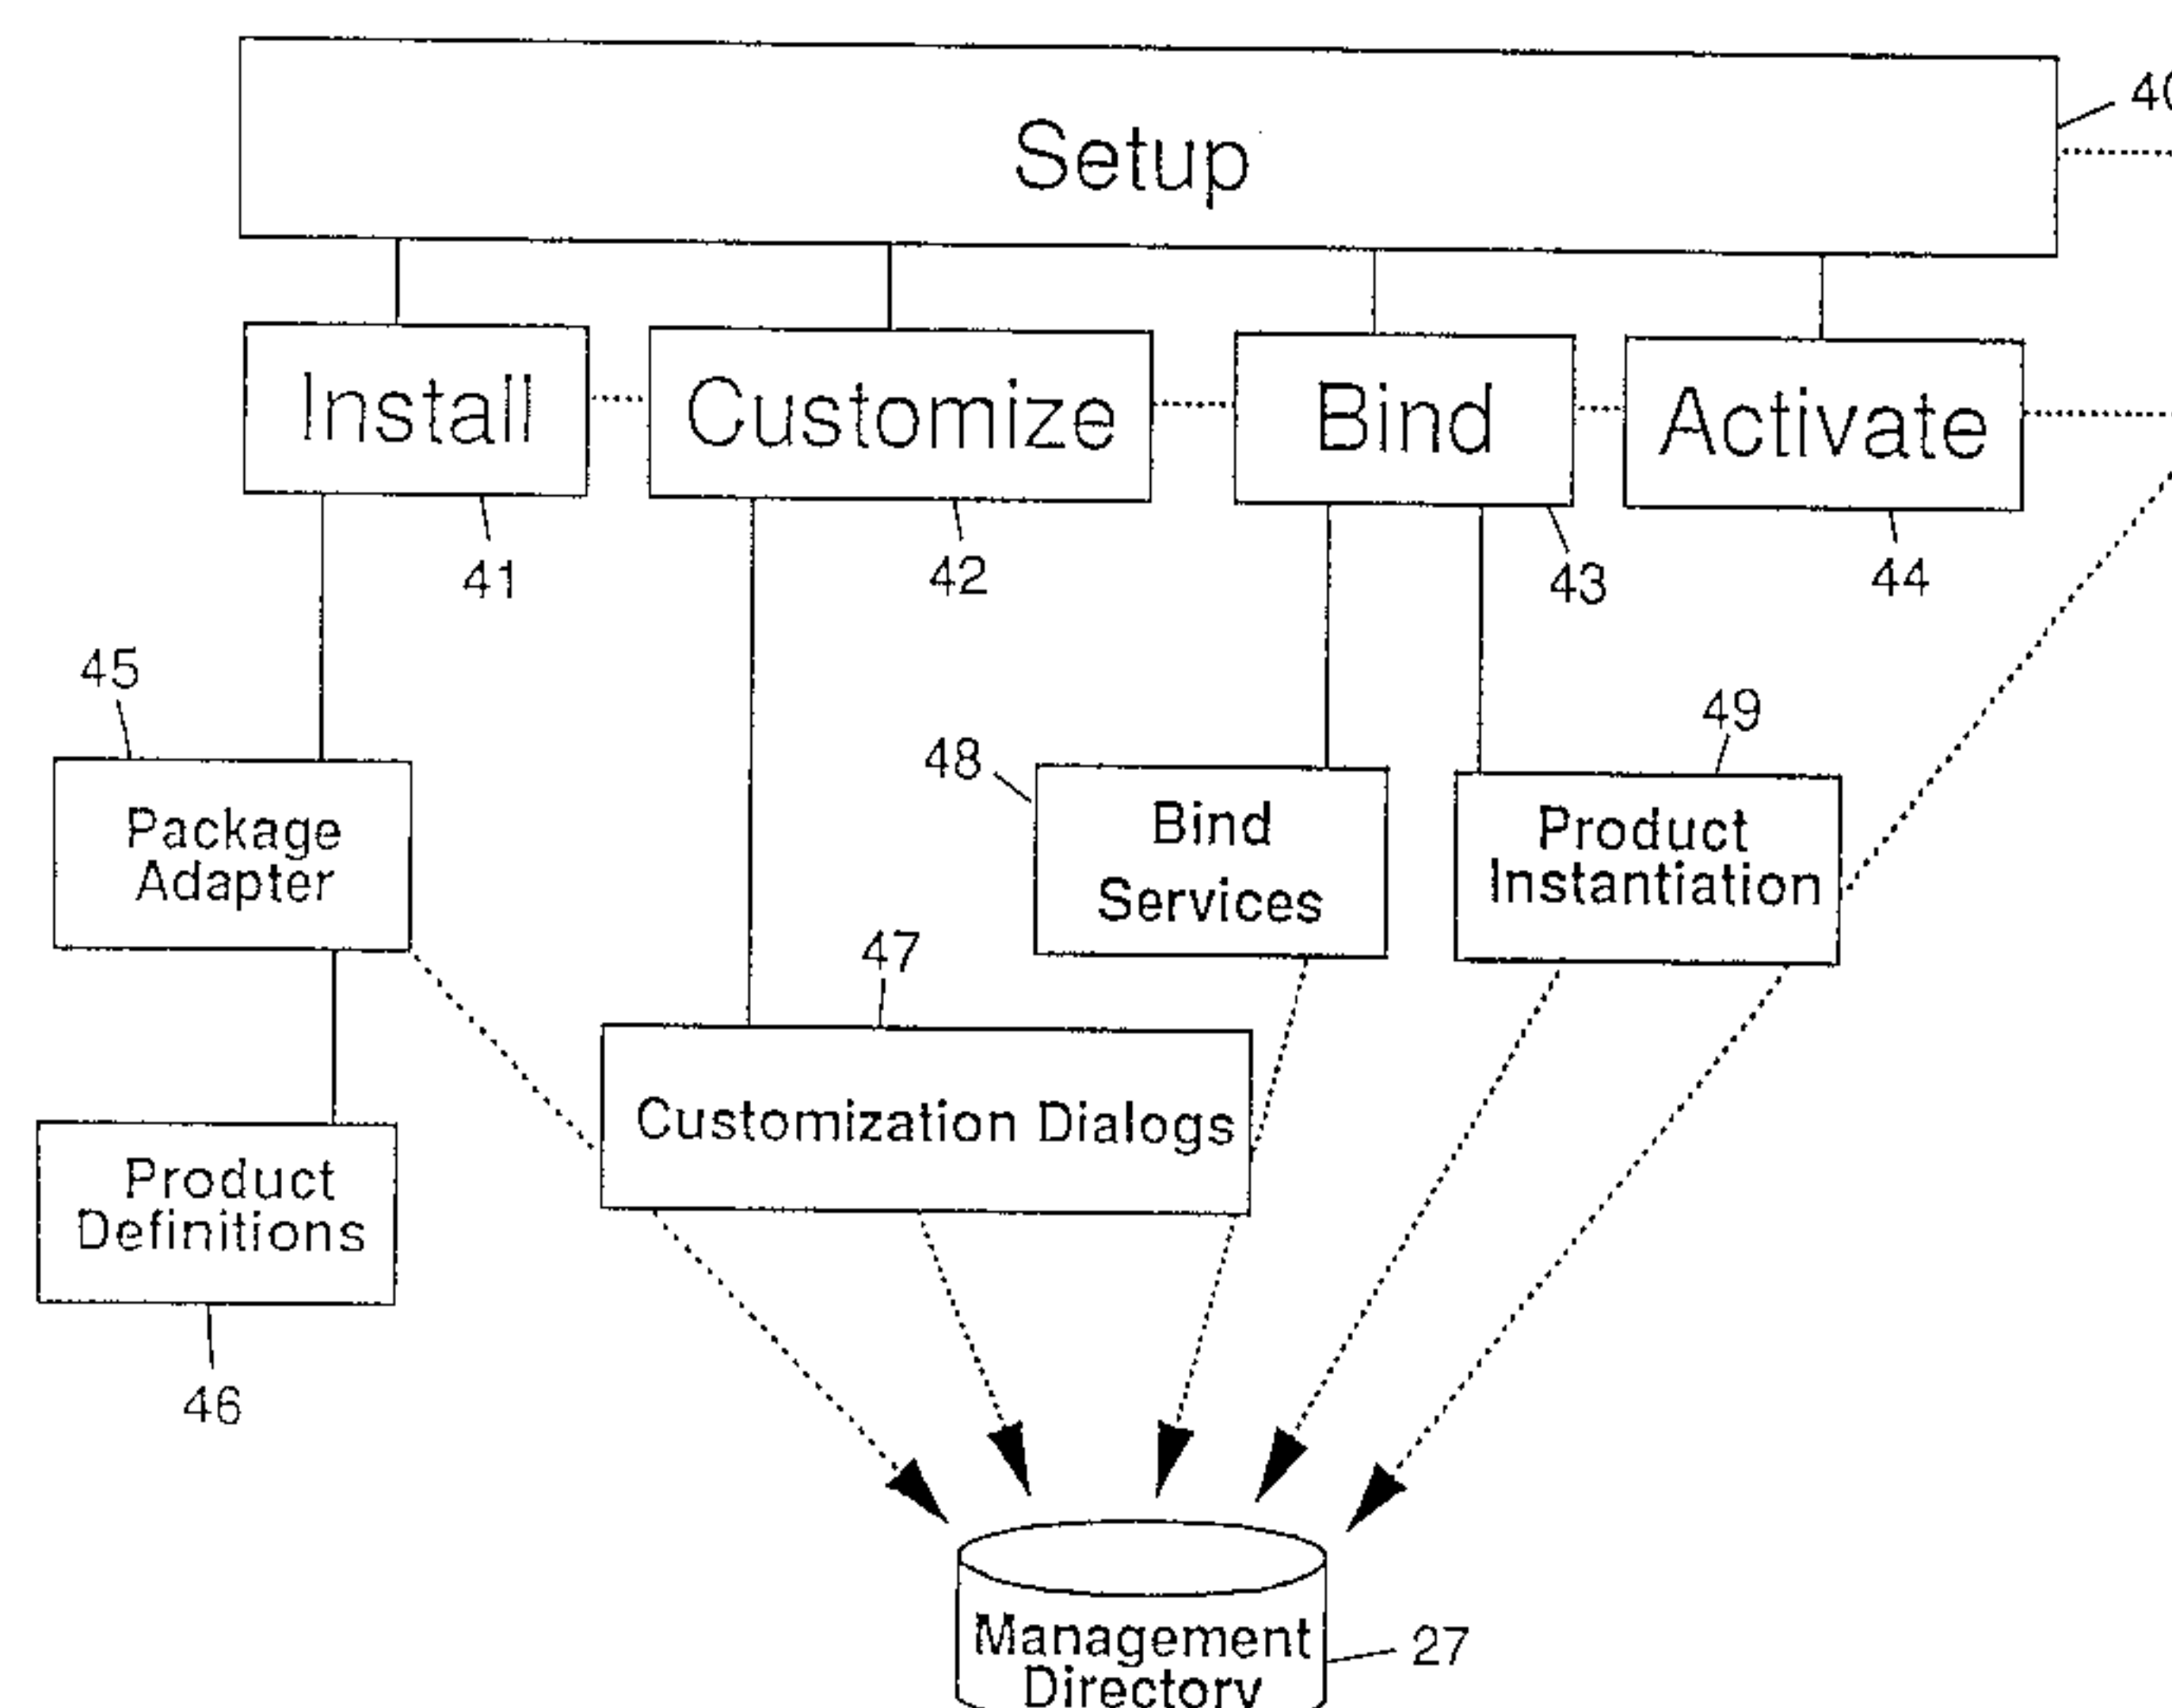 40
Setup
Install
Customize
Bind
Activate
41
42
43
44
45
49
48
Package
Adapter
Bind
Services
Product
Instantiation
47
Customization Dialogs
Product
Definitions
46
Management
Directory
27